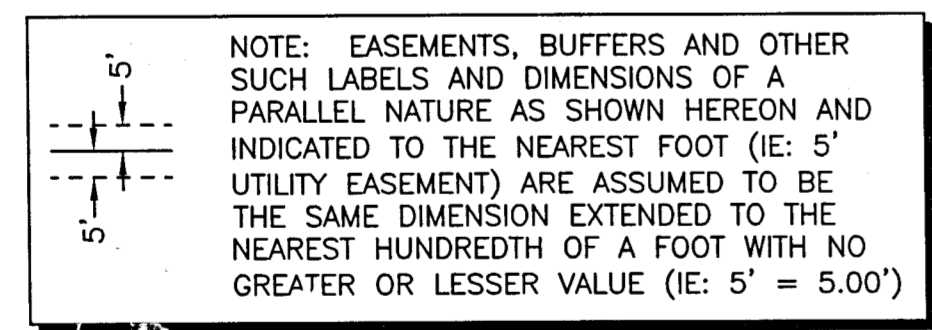 5'
5'
NOTE: EASEMENTS, BUFFERS AND OTHER
SUCH LABELS AND DIMENSIONS OF A
PARALLEL NATURE AS SHOWN HEREON AND
INDICATED TO THE NEAREST FOOT (IE: 5'
UTILITY EASEMENT) ARE ASSUMED TO BE
THE SAME DIMENSION EXTENDED TO THE
NEAREST HUNDREDTH OF A FOOT WITH NO
GREATER OR LESSER VALUE (IE: 5' = 5.00')